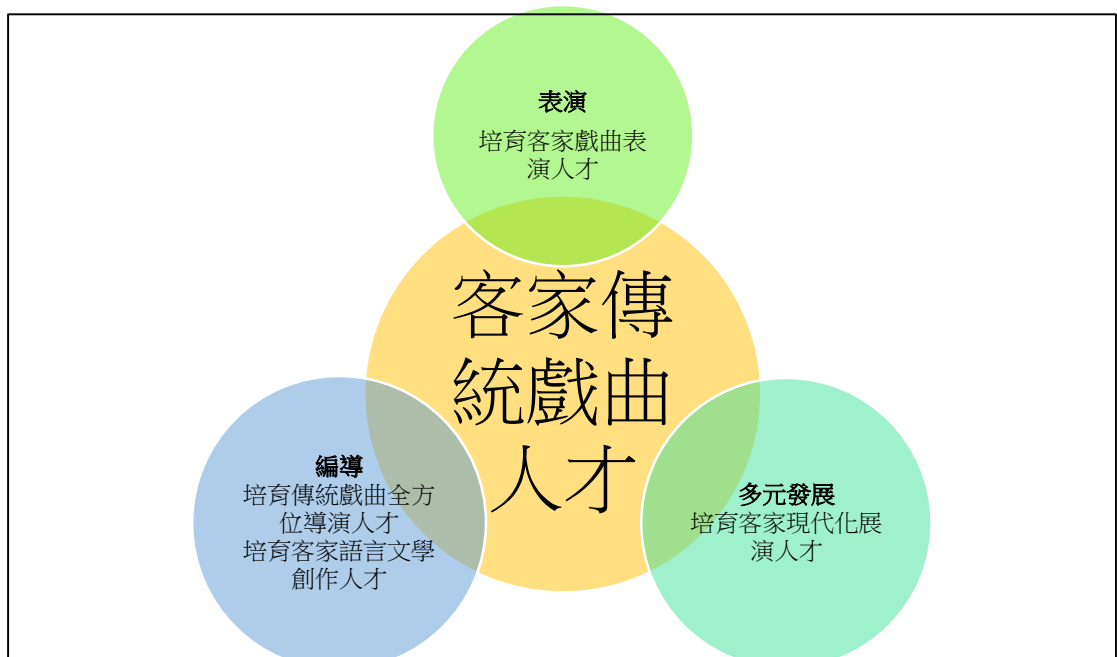 表演
培育客家戲曲表
演人才
客家傳
統戲曲
人才
編導
培育傳統戲曲全方
位導演人才
培育客家語言文學
創作人才
多元發展
培育客家現代化展
演人才